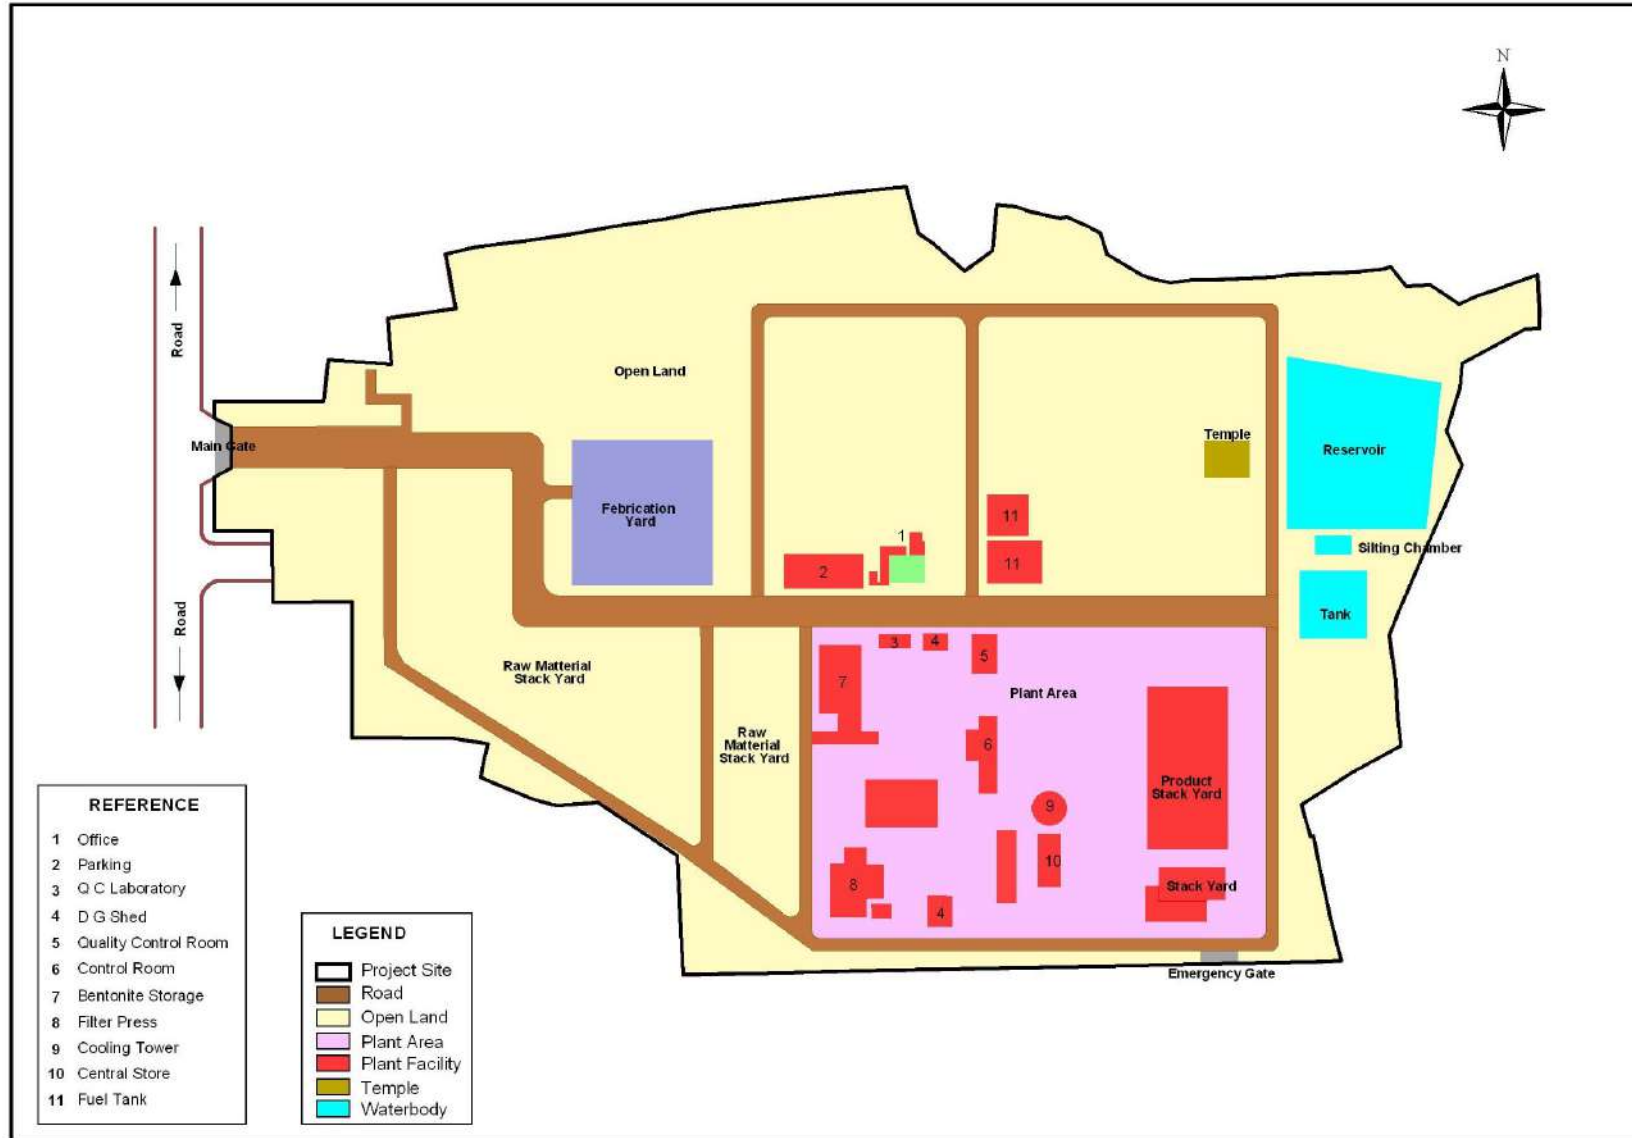 N
Road
Open Land
Main Gate
Temple
Reservoir
Febrication
Yard
11
1
Silting Chamber
11
2
Road
Tank
3
4
5
Raw Matterial
Stack Yard
7
Plant Area
Raw
Matterial
Stack Yard
6
Product
Stack Yard
9
10
8
Stack Yard
4
Emergency Gate
REFERENCE
1 Office
2 Parking
3 Q C Laboratory
4 D G Shed
5 Quality Control Room
6 Control Room
7 Bentonite Storage
8 Filter Press
9 Cooling Tower
10 Central Store
11 Fuel Tank
LEGEND
Project Site
Road
Open Land
Plant Area
Plant Facility
Temple
Waterbody